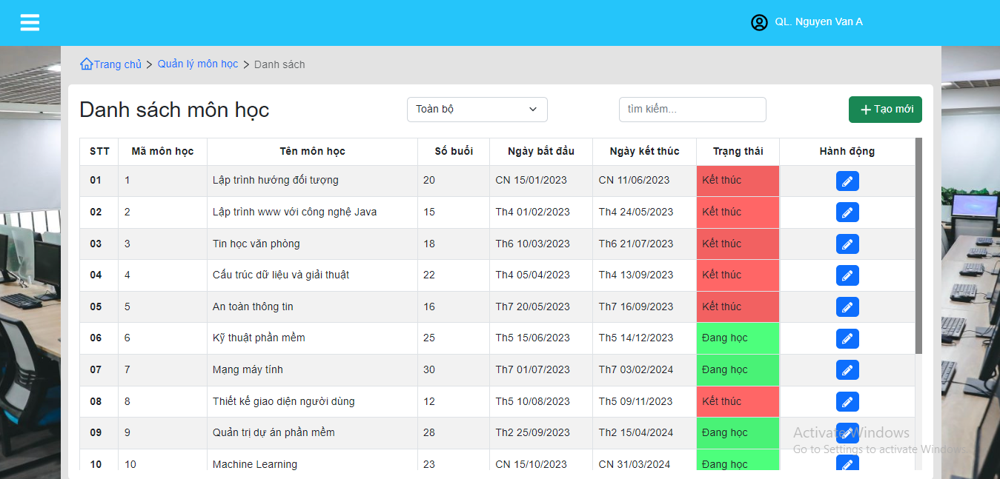 QL. Nguyen Van A
Trang chủ > Quản lý môn học > Danh sách
Danh sách môn học
Toàn bộ
tìm kiếm...
+ Tạo mới
STT Mã môn học Tên môn học Số buổi Ngày bắt đầu Ngày kết thúc Trạng thái Hành động
01 1 Lập trình hướng đối tượng 20 CN 15/01/2023 CN 11/06/2023 Kết thúc
02 2 Lập trình www với công nghệ Java 15 Th4 01/02/2023 Th4 24/05/2023 Kết thúc
03 3 Tin học văn phòng 18 Th6 10/03/2023 Th6 21/07/2023 Kết thúc
04 4 Cấu trúc dữ liệu và giải thuật 22 Th4 05/04/2023 Th4 13/09/2023 Kết thúc
05 5 An toàn thông tin 16 Th7 20/05/2023 Th7 16/09/2023 Kết thúc
06 6 Kỹ thuật phần mềm 25 Th5 15/06/2023 Th5 14/12/2023 Đang học
07 7 Mạng máy tính 30 Th7 01/07/2023 Th7 03/02/2024 Đang học
08 8 Thiết kế giao diện người dùng 12 Th5 10/08/2023 Th5 09/11/2023 Kết thúc
09 9 Quản trị dự án phần mềm 28 Th2 25/09/2023 Th2 15/04/2024 Đang học
10 10 Machine Learning 23 CN 15/10/2023 CN 31/03/2024 Đang học
Activate Windows
Go to Settings to activate Windows.